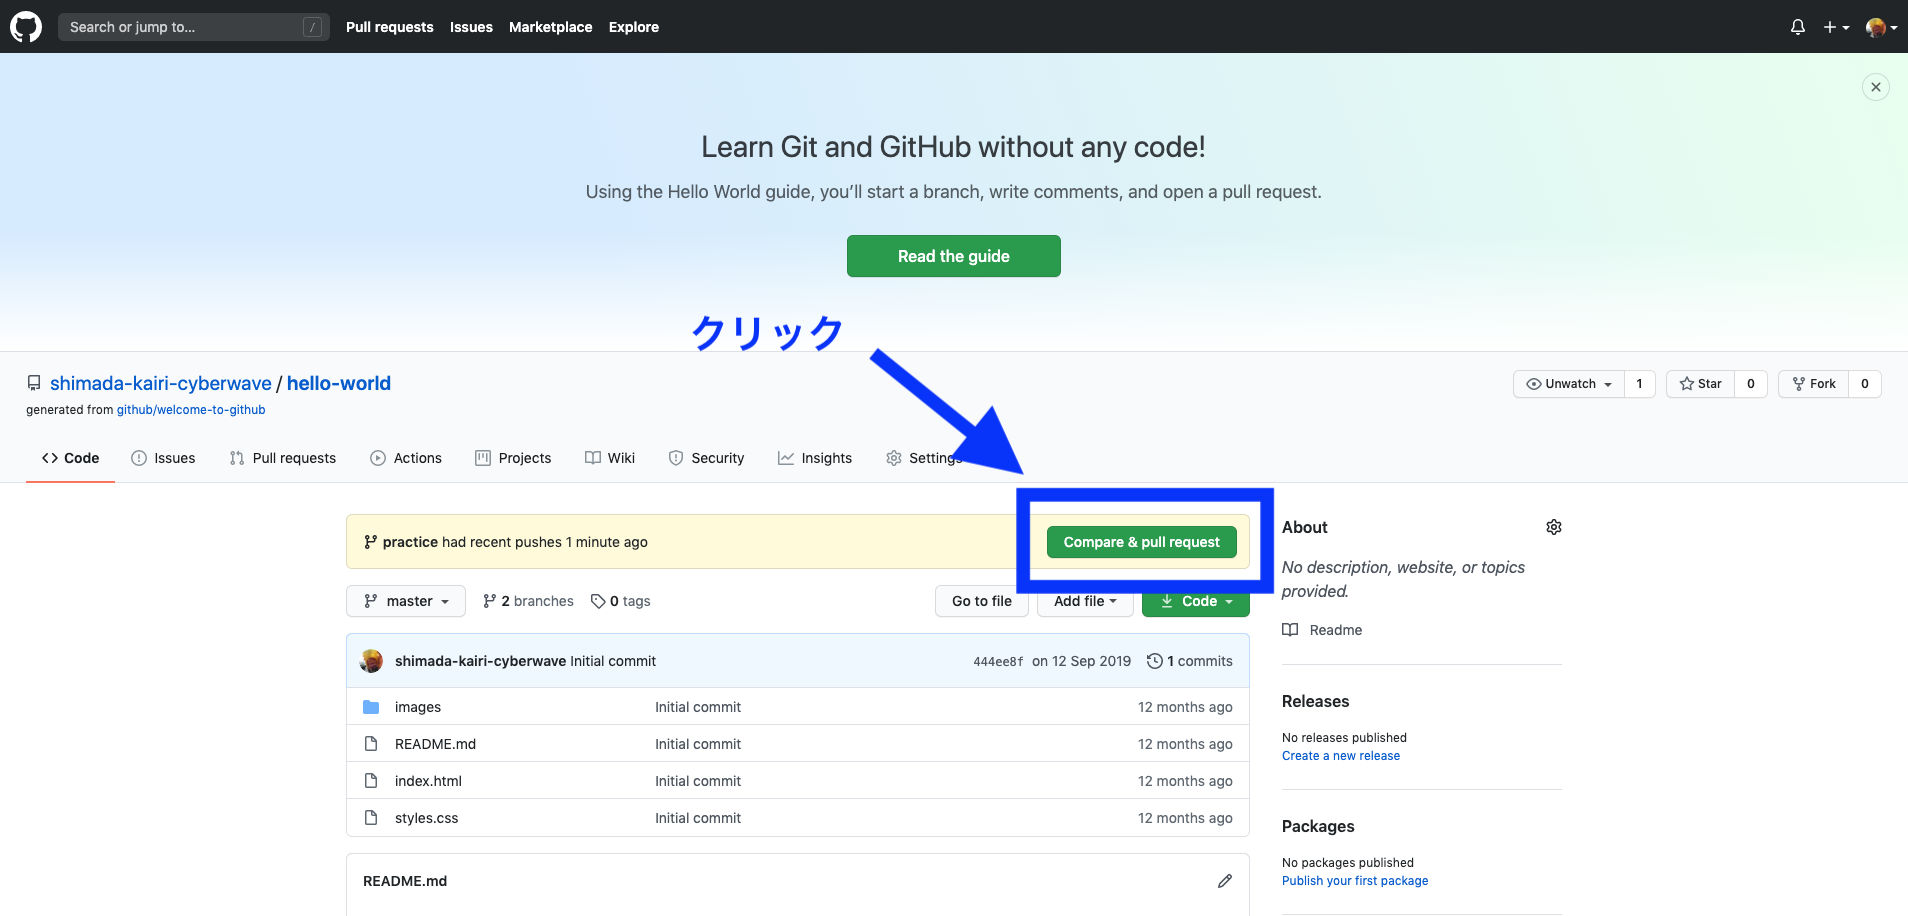 Search or jump to... /
Pull requests Issues Marketplace Explore
Learn Git and GitHub without any code!
Using the Hello World guide, you’ll start a branch, write comments, and open a pull request.
Read the guide
クリック
shimada-kairi-cyberwave / hello-world
generated from github/welcome-to-github
Unwatch 1 Star 0 Fork 0
Code Issues Pull requests Actions Projects Wiki Security Insights Settings
practice had recent pushes 1 minute ago
Compare & pull request
master 2 branches 0 tags
Go to file Add file Code
shimada-kairi-cyberwave Initial commit 444ee8f on 12 Sep 2019 1 commits
images Initial commit 12 months ago
README.md Initial commit 12 months ago
index.html Initial commit 12 months ago
styles.css Initial commit 12 months ago
README.md
About
No description, website, or topics
provided.
Readme
Releases
No releases published
Create a new release
Packages
No packages published
Publish your first package